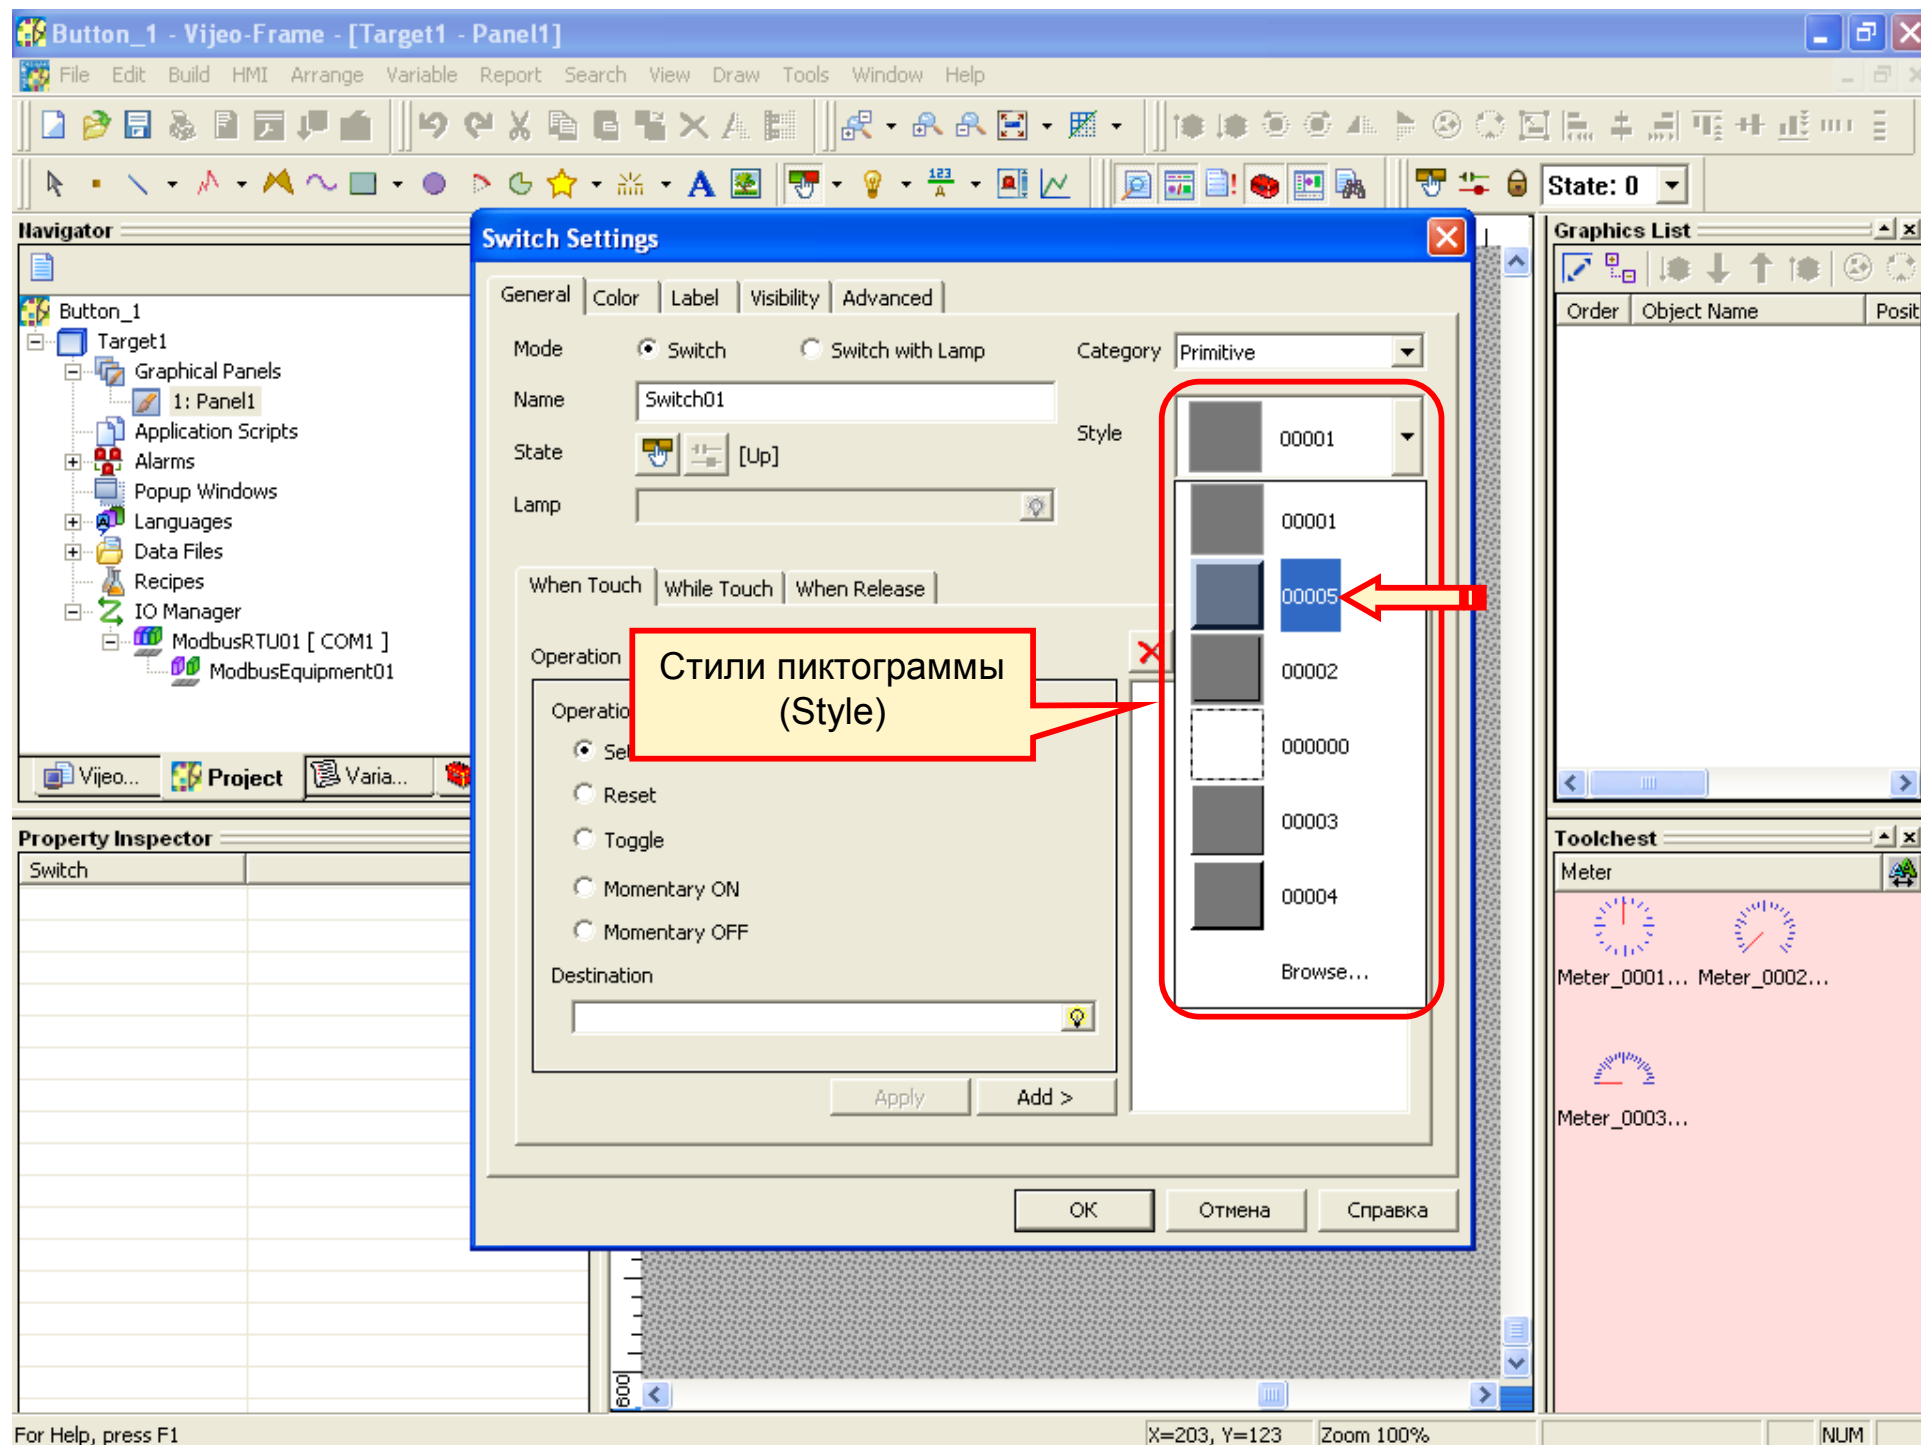 Button_1 - Vijeo-Frame - [Target1 - Panel1]
File Edit Build HMI Arrange Variable Report Search View Draw Tools Window Help
State: 0
Navigator
Button_1
Target1
Graphical Panels
1: Panel1
Application Scripts
Alarms
Popup Windows
Languages
Data Files
Recipes
IO Manager
ModbusRTU01 [ COM1 ]
ModbusEquipment01
Vijeo... Project Varia...
Property Inspector
Switch
Switch Settings
General Color Label Visibility Advanced
Mode Switch Switch with Lamp Category Primitive
Name Switch01
Style 00001
State [Up]
Lamp
00001
00005
00002
000000
00003
00004
Browse...
When Touch While Touch When Release
Operation
Стили пиктограммы
(Style)
Reset
Toggle
Momentary ON
Momentary OFF
Destination
Apply Add >
OK Отмена Справка
Graphics List
Order Object Name Posit
Toolchest
Meter
Meter_0001... Meter_0002...
Meter_0003...
600
For Help, press F1 X=203, Y=123 Zoom 100% NUM